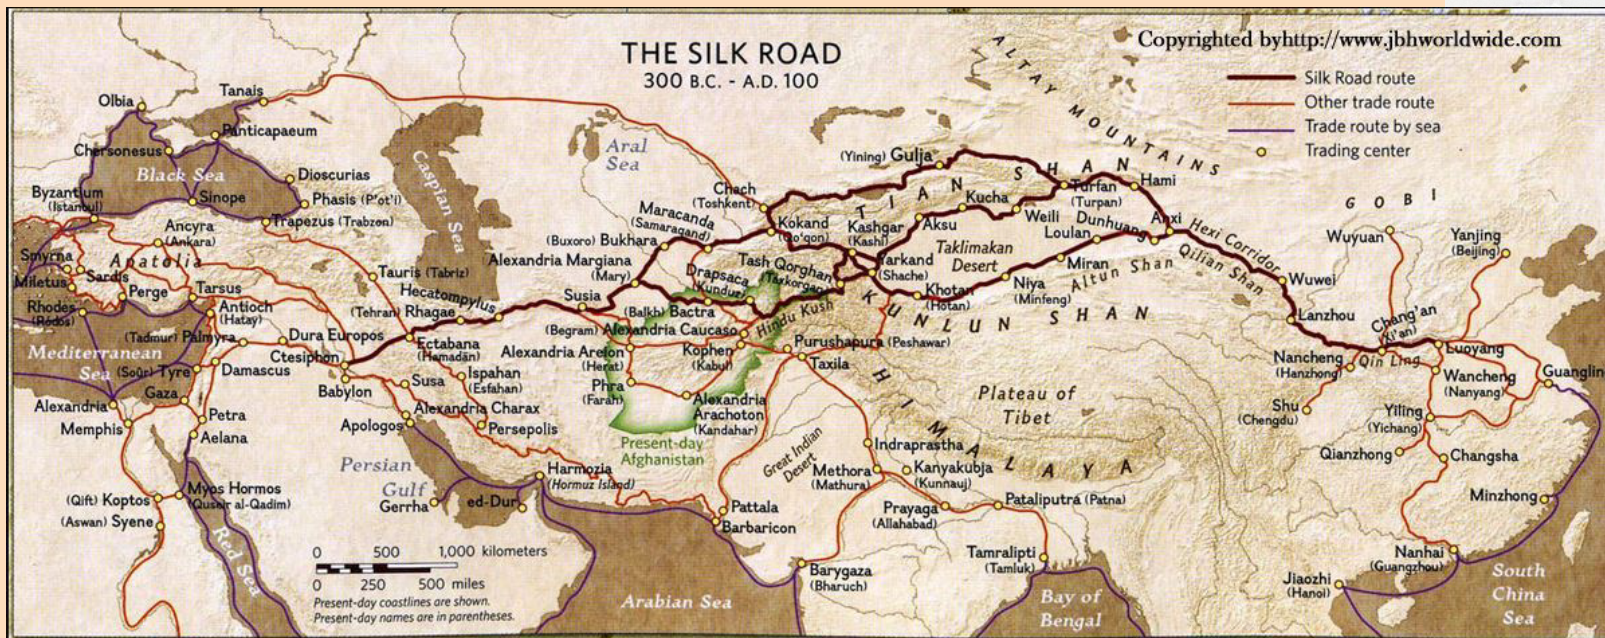 THE SILK ROAD
300 B.C. - A.D. 100
Copyrighted byhttp://www.jbhworldwide.com
Silk Road route
Other trade route
Trade route by sea
Trading center
ALTAY MOUNTAINS
Olbia
Tanais
Panticapaeum
Chersonesus
Black Sea
Dioscurias
Phasis (P'ot'i)
Sinope
Trapezus (Trabzon)
Byzantium
(Istanbul)
Ancyra
(Ankara)
Anatolia
Smyrna
Sardis
Miletus
Perge
Tarsus
Rhodes
(Rodos)
Antioch
(Hatay)
Mediterranean
Sea
(Tadmur) Palmyra
Dura Europos
(Soûr) Tyre
Damascus
Ctesiphon
Babylon
Gaza
Alexandria
Memphis
Petra
Aelana
(Qift) Koptos
Myos Hormos
(Quseir al-Qadim)
(Aswan) Syene
Red Sea
Caspian Sea
Aral
Sea
Tauris (Tabriz)
Hecatompylus
(Tehran) Rhagae
Ectabana
(Hamadan)
Susa
Ispahan
(Esfahan)
Alexandria Charax
Apologos
Persepolis
Persian
Gulf
Gerrha
ed-Dur
Harmozia
(Hormuz Island)
0 500 1,000 kilometers
0 250 500 miles
Present-day coastlines are shown.
Present-day names are in parentheses.
Arabian Sea
Chach
(Toshkent)
Maracanda
(Samarqand)
(Buxoro) Bukhara
Alexandria Margiana
(Mary)
Susia
Drapsaca
(Kunduz)
(Balkh) Bactra
(Begram) Alexandria Caucaso
Alexandria Areion
(Herat)
Kophen
(Kabul)
Phra
(Farah)
Alexandria
Arachoton
(Kandahar)
Present-day
Afghanistan
Hindu Kush
Purushapura (Peshawar)
Taxila
Kokand
(Qo'qon)
Tash Qorghan
(Taxkorgan)
Kashgar
(Kashi)
Yarkand
(Shache)
(Yining) Gulja
TIAN SHAN
Kucha
Aksu
Weili
Turfan
(Turpan)
Hami
Taklimakan
Desert
Loulan
Dunhuang
Anxi
Miran
Niya
(Minfeng)
Khotan
(Hotan)
Altun Shan
Qilian Shan
Hexi Corridor
KUNLUN SHAN
GOBI
Wuyuan
Yanjing
(Beijing)
Wuwei
Lanzhou
Chang'an
(Xi'an)
Luoyang
Qin Ling
Nancheng
(Hanzhong)
Wancheng
(Nanyang)
Guangling
Shu
(Chengdu)
Yiling
(Yichang)
Qianzhong
Changsha
Minzhong
Nanhai
(Guangzhou)
Jiaozhi
(Hanoi)
South
China
Sea
Plateau of
Tibet
HIMALAYA
Great Indian
Desert
Indraprastha
Methora
(Mathura)
Kanyakubja
(Kunnauj)
Prayaga
(Allahabad)
Pataliputra (Patna)
Pattala
Barbaricon
Barygaza
(Bharuch)
Tamralipti
(Tamluk)
Bay of
Bengal